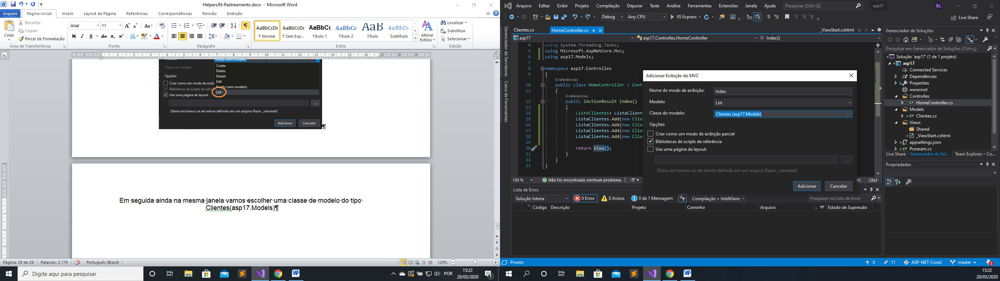 HelpersJN-Rastreamento.docx - Microsoft Word
Arquivo
Página Inicial
Inserir
Layout da Página
Referências
Correspondências
Revisão
Exibição
Colar
Recortar
Copiar
Pincel de Formatação
Área de Transferência
Arial
11
N I S abc x₂ x²
Fonte
Parágrafo
AaBbCcDc
¶ Normal
AaBbCcDc
¶ Sem Esp...
AaBbCc
Título 1
AaBbCc
Título 2
AaB
Título
AaBbCc.
Subtítulo
Alterar
Estilos
Estilo
Localizar
Substituir
Selecionar
Edição
Empty (sem modelo)
Classe do modelo:
Create
Delete
Details
Opções:
Edit
Criar como um modo de exibi
Empty (sem modelo)
Bibliotecas de scripts de referê
List
Use uma página de layout:
...
(Deixe em branco se ele estiver definido em um arquivo Razor _viewstart)
Adicionar
Cancelar
¶
Em·seguida·ainda·na·mesma·janela·vamos·escolher·uma·classe·de·modelo·do·tipo·
Clientes(asp17.Models)¶
Página: 29 de 29
Palavras: 2.179
Português (Brasil)
120%
Digite aqui para pesquisar
POR
15:22
20/03/2020
1
Arquivo
Editar
Exibir
Projeto
Compilação
Depurar
Teste
Análise
Ferramentas
Extensões
Janela
Ajuda
Pesquisar (Ctrl+Q)
asp17
BL
Debug
Any CPU
IIS Express
Live Share
Gerenciador de Servidores
Caixa de Ferramentas
Clientes.cs
HomeController.cs
_ViewStart.cshtml
asp17
asp17.Controlles.HomeController
Index()
4 using System.Threading.Tasks;
5 using Microsoft.AspNetCore.Mvc;
6 using asp17.Models;
7
8 namespace asp17.Controlles
9 {
0 referências
10 public class HomeController : Contr
11 {
0 referências
12 public IActionResult Index()
13 {
14 List<Clientes> ListaCliente
15 ListaClientes.Add(new Clien
16 ListaClientes.Add(new Clien
17 ListaClientes.Add(new Clien
18 ListaClientes.Add(new Clien
19
20 return View();
21 }
22 }
23 }
100 %
Não foi encontrado nenhum problema
PC
CRLF
Adicionar Exibição do MVC
Nome do modo de exibição:
Index
Modelo:
List
Classe do modelo:
Clientes (asp17.Models)
Opções:
Criar como um modo de exibição parcial
Bibliotecas de scripts de referência
Use uma página de layout:
...
(Deixe em branco se ele estiver definido em um arquivo Razor _viewstart)
Adicionar
Cancelar
Lista de Erros
Solução Inteira
0 Erros
0 Avisos
0 de 1 Mensagem
Compilação + IntelliSens
Pesquisar na Lista de Erros
Código
Descrição
Projeto
Caminho
Arquivo
..
Estado de Supressão
Gerenciador de Soluções
Pesquisar em Gerenciador de Soluções (Ctrl+ç)
Solução 'asp17' (1 de 1 projeto)
asp17
Connected Services
Dependências
Properties
wwwroot
Controlles
HomeController.cs
Models
Clientes.cs
Views
Shared
_ViewStart.cshtml
appsettings.json
Program.cs
Live Share
Gerenciador de Sol...
Team Explorer – Co...
Propriedades
Pronto
0
11
ASP-NET-Core2
master
3
15:22
20/03/2020